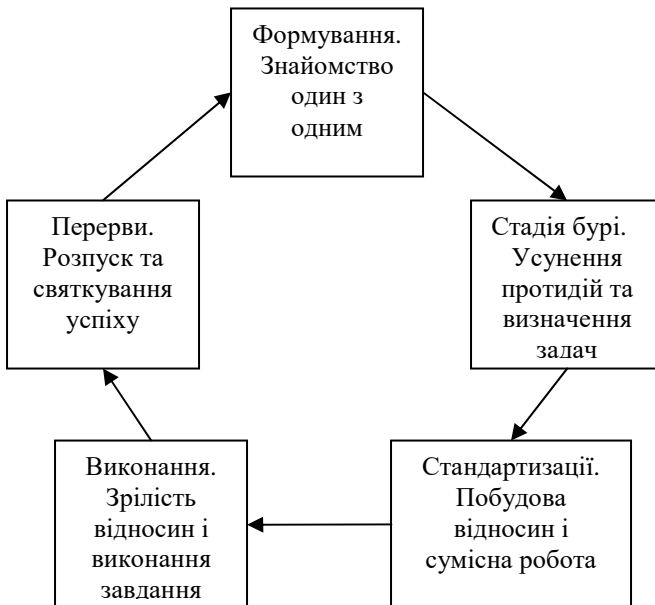 Формування.
Знайомство
один з
одним
Стадія бурі.
Усунення
протидій та
визначення
задач
Стандартизації.
Побудова
відносин і
сумісна робота
Виконання.
Зрілість
відносин і
виконання
завдання
Перерви.
Розпуск та
святкування
успіху